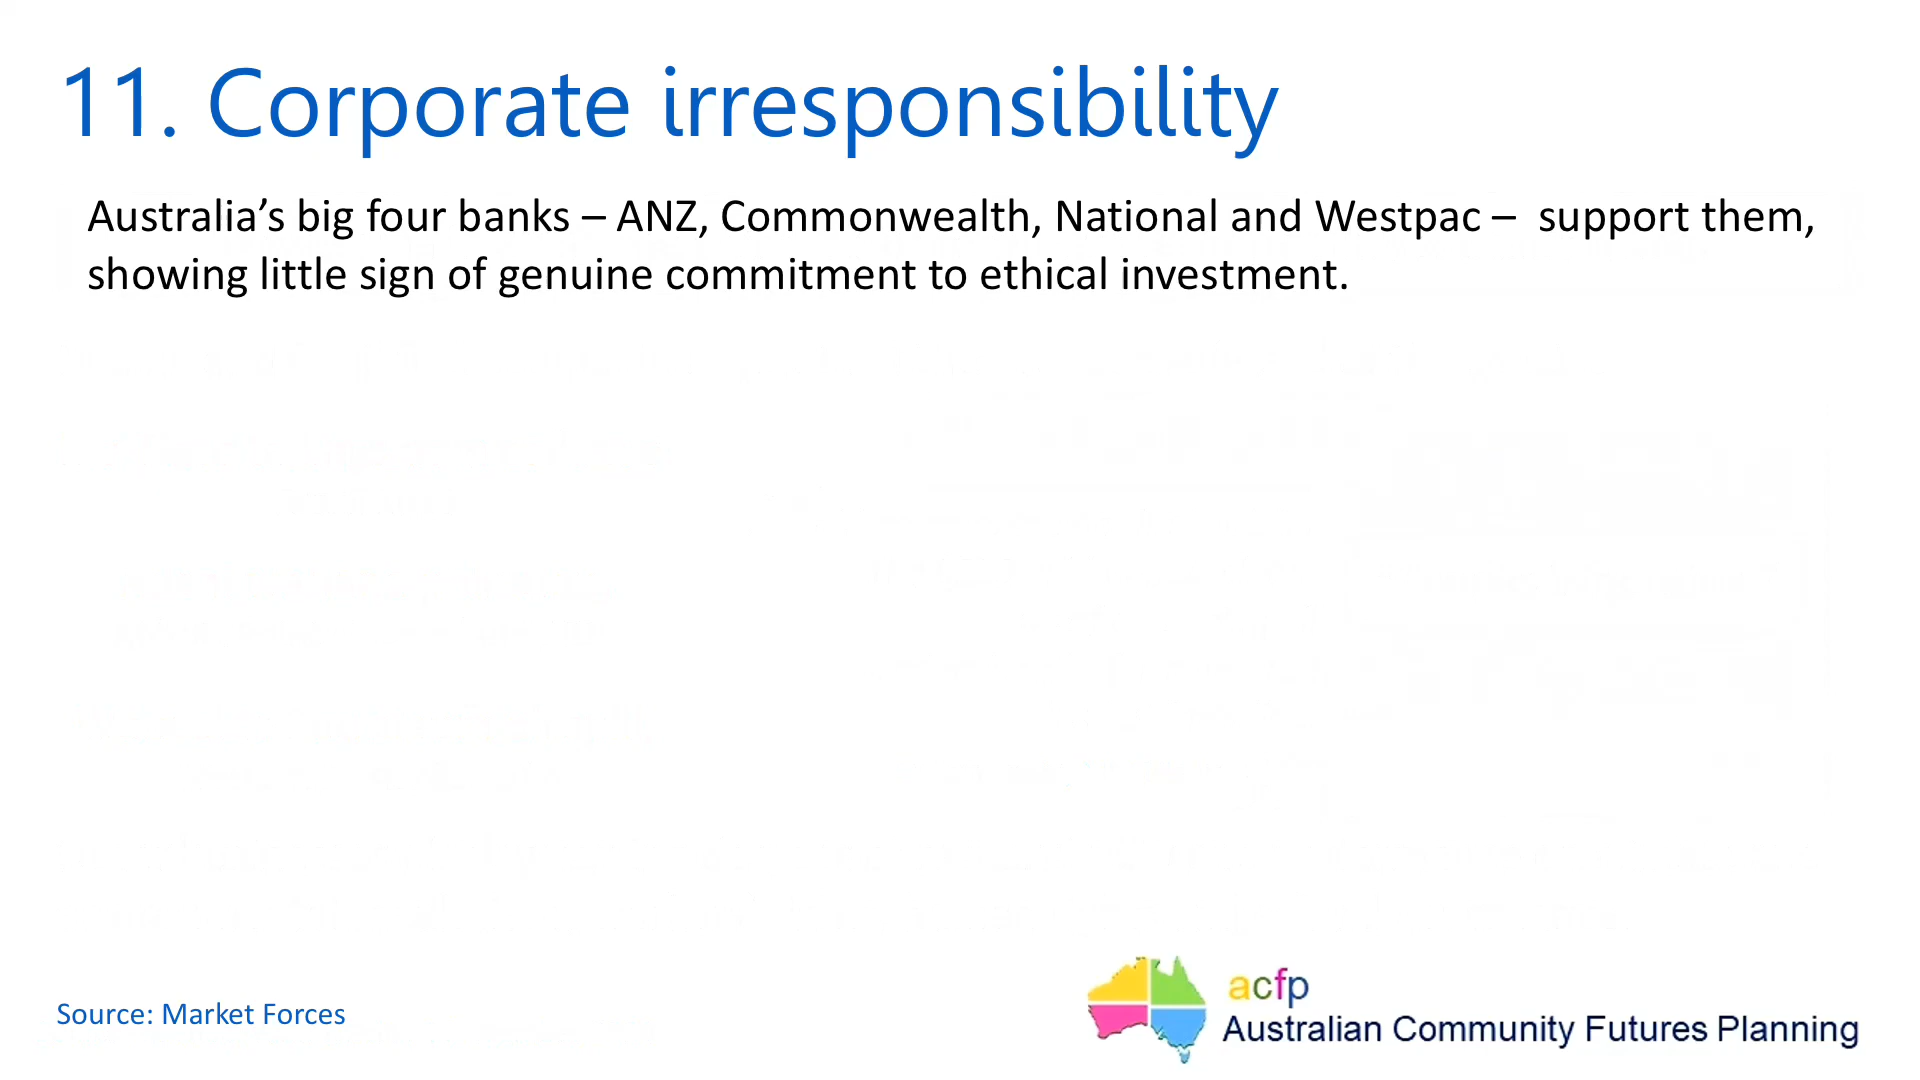 11. Corporate irresponsibility
Australia’s big four banks – ANZ, Commonwealth, National and Westpac –  support them,
showing little sign of genuine commitment to ethical investment.
Source: Market Forces
acfp
Australian Community Futures Planning